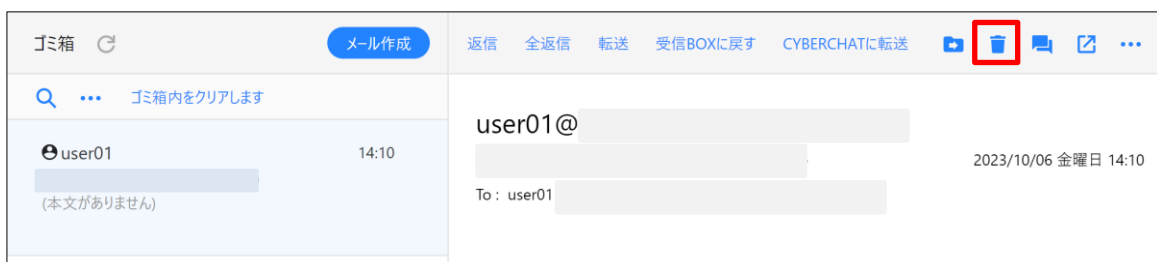 ゴミ箱 メール作成 返信 全返信 転送 受信BOXに戻す CYBERCHATに転送
ゴミ箱内をクリアします
user01@
user01 14:10
2023/10/06 金曜日 14:10
(本文がありません)
To : user01